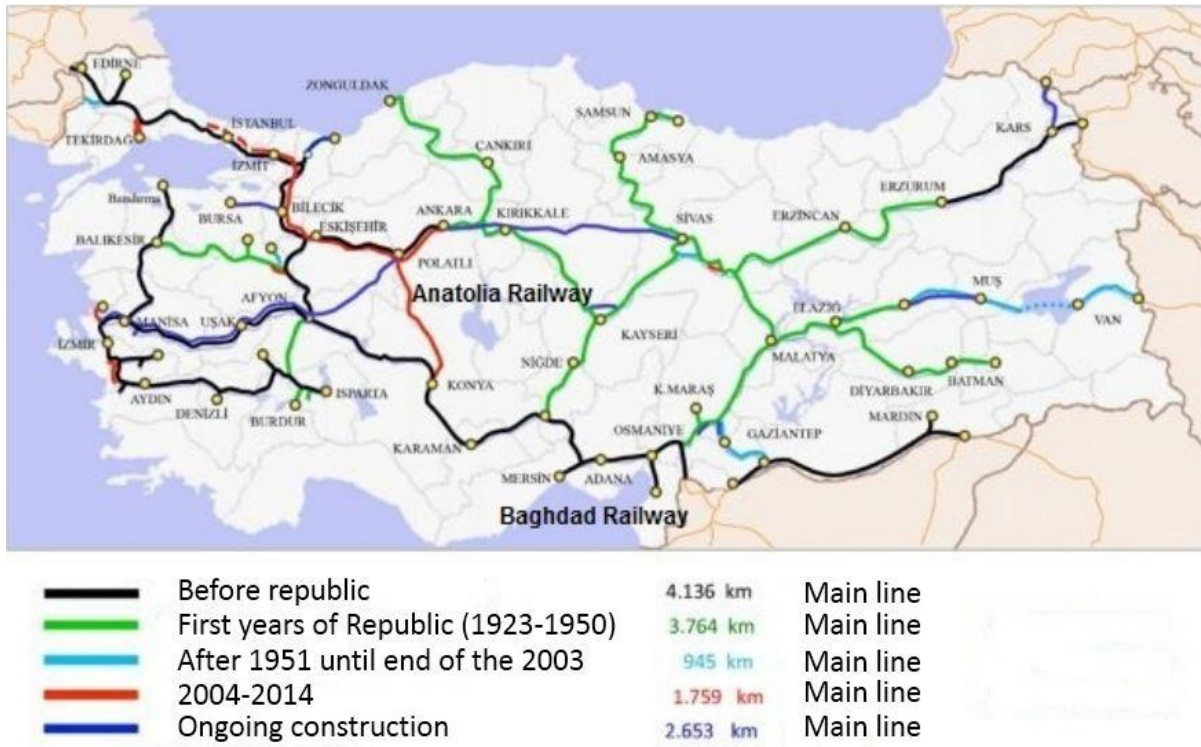 EDİRNE
ZONGULDAK
SAMSUN
TEKİRDAĞ
İSTANBUL
KARS
İZMİT
ÇANKIRI
AMASYA
Bandırma
BURSA
BİLECİK
ERZURUM
ANKARA
KIRIKKALE
SİVAS
ERZİNCAN
BALIKESİR
ESKİŞEHİR
POLATLI
Anatolia Railway
MUŞ
ELAZIĞ
VAN
AFYON
MANİSA
UŞAK
KAYSERİ
İZMİR
MALATYA
NİĞDE
DİYARBAKIR
BATMAN
AYDIN
DENİZLİ
ISPARTA
BURDUR
KONYA
K.MARAŞ
MARDİN
OSMANİYE
GAZİANTEP
KARAMAN
MERSİN
ADANA
Baghdad Railway
Before republic 4.136 km Main line
First years of Republic (1923-1950) 3.764 km Main line
After 1951 until end of the 2003 945 km Main line
2004-2014 1.759 km Main line
Ongoing construction 2.653 km Main line